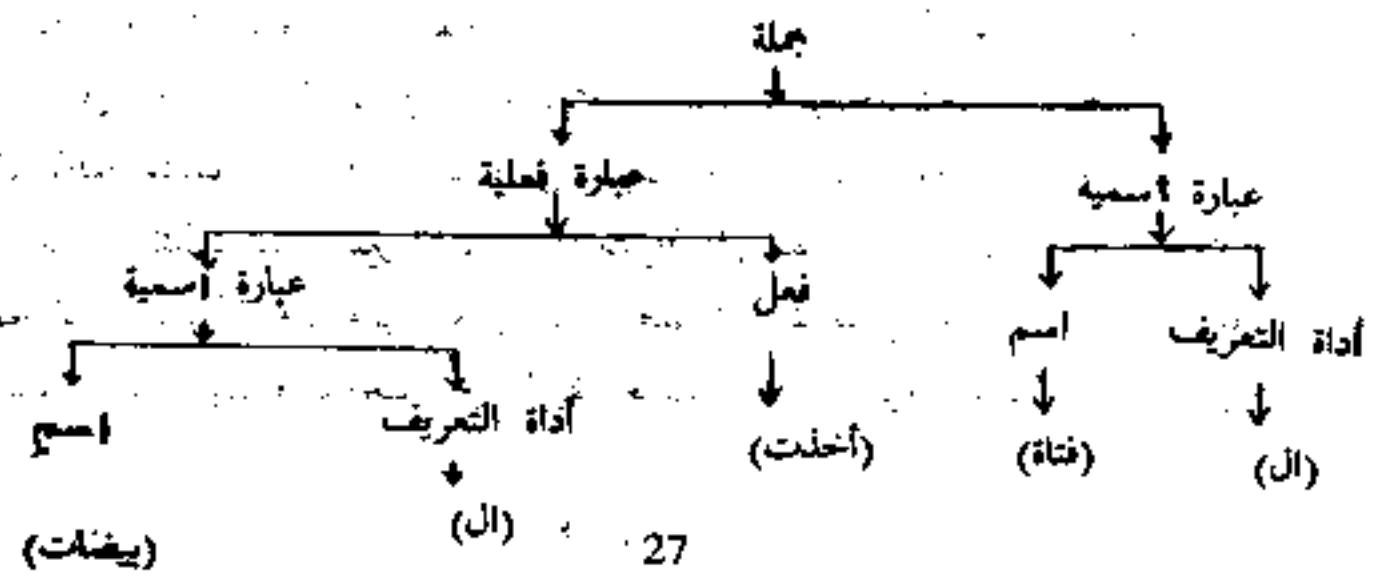 جملة
عبارة اسمية عبارة فعلية
أداة التعريف اسم فعل عبارة اسمية
(ال) (فتاة) (أخذت) أداة التعريف اسم
(ال) (بيضات)
27